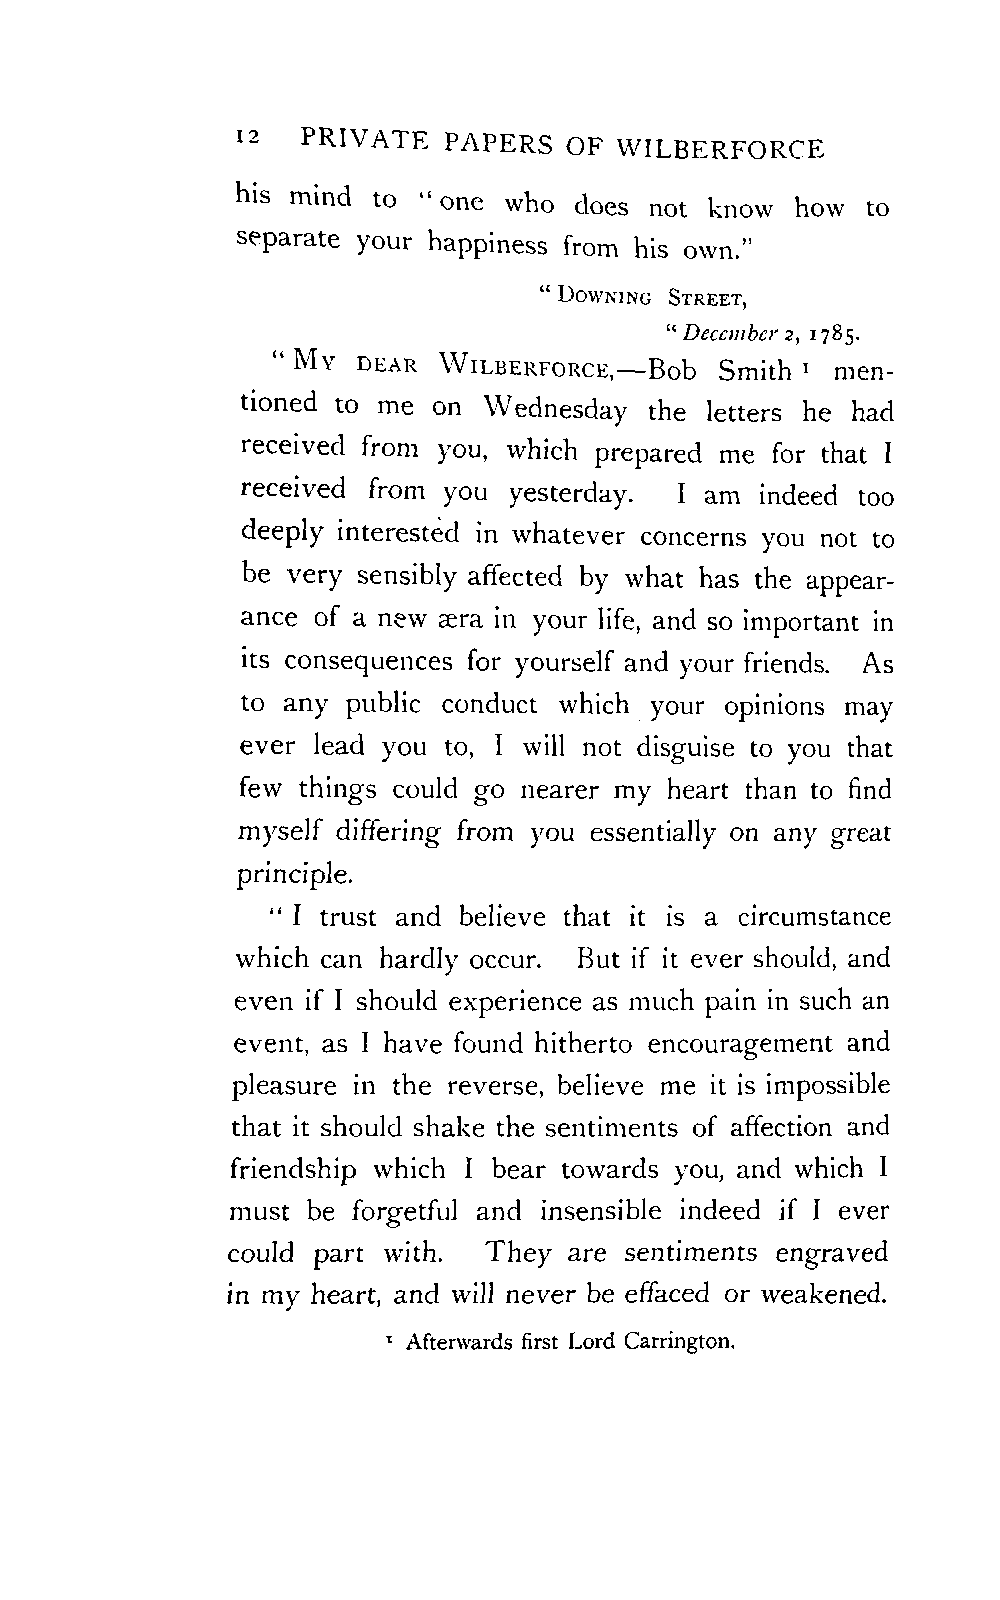 12 PRIVATE PAPERS OF WILBERFORCE
his mind to “one who does not know how to
separate your happiness from his own.”
“Downing Street,
“December 2, 1785.
“My dear Wilberforce,—Bob Smith ¹ men-
tioned to me on Wednesday the letters he had
received from you, which prepared me for that I
received from you yesterday. I am indeed too
deeply interested in whatever concerns you not to
be very sensibly affected by what has the appear-
ance of a new æra in your life, and so important in
its consequences for yourself and your friends. As
to any public conduct which your opinions may
ever lead you to, I will not disguise to you that
few things could go nearer my heart than to find
myself differing from you essentially on any great
principle.
“I trust and believe that it is a circumstance
which can hardly occur. But if it ever should, and
even if I should experience as much pain in such an
event, as I have found hitherto encouragement and
pleasure in the reverse, believe me it is impossible
that it should shake the sentiments of affection and
friendship which I bear towards you, and which I
must be forgetful and insensible indeed if I ever
could part with. They are sentiments engraved
in my heart, and will never be effaced or weakened.
¹ Afterwards first Lord Carrington.